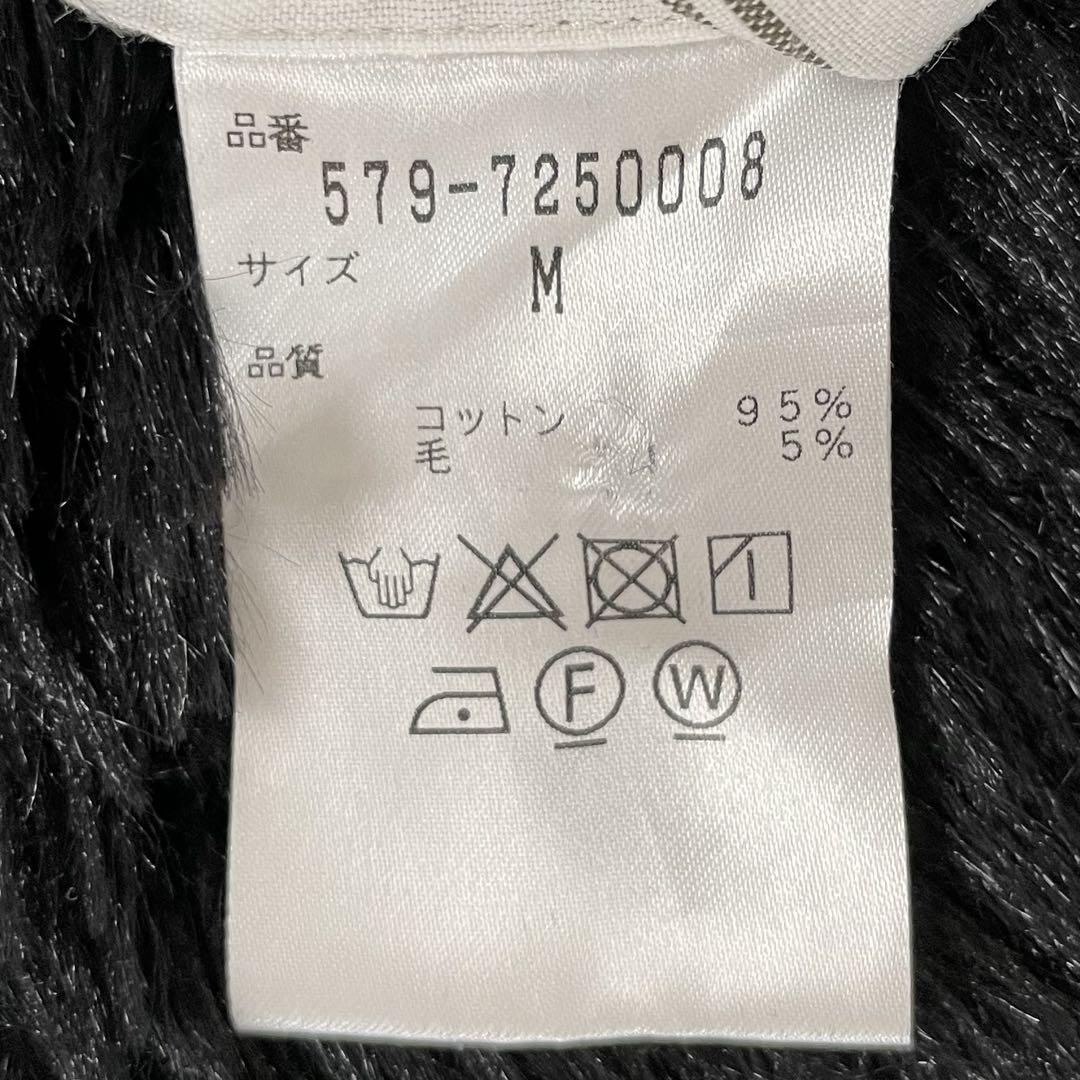 品番
579-7250008
サイズ M
品質
コットン 95%
毛 5%
F W